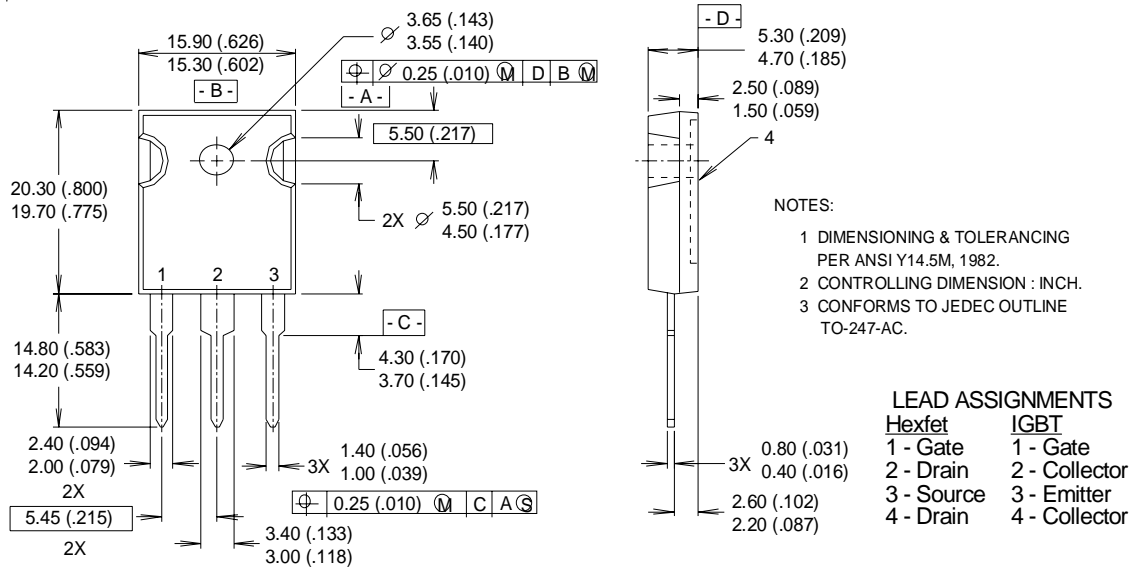 15.90 (.626)
15.30 (.602)
- B -
⌀ 3.65 (.143)
3.55 (.140)
⌖ ⌀ 0.25 (.010) Ⓜ D B Ⓜ
- A -
5.50 (.217)
20.30 (.800)
19.70 (.775)
2X ⌀ 5.50 (.217)
4.50 (.177)
1 2 3
- C -
14.80 (.583)
14.20 (.559)
4.30 (.170)
3.70 (.145)
2.40 (.094)
2.00 (.079)
2X
5.45 (.215)
2X
3X 1.40 (.056)
1.00 (.039)
⌖ 0.25 (.010) Ⓜ C A Ⓢ
3.40 (.133)
3.00 (.118)
- D -
5.30 (.209)
4.70 (.185)
2.50 (.089)
1.50 (.059)
4
3X 0.80 (.031)
0.40 (.016)
2.60 (.102)
2.20 (.087)
NOTES:
1 DIMENSIONING & TOLERANCING
PER ANSI Y14.5M, 1982.
2 CONTROLLING DIMENSION : INCH.
3 CONFORMS TO JEDEC OUTLINE
TO-247-AC.
LEAD ASSIGNMENTS
Hexfet IGBT
1 - Gate 1 - Gate
2 - Drain 2 - Collector
3 - Source 3 - Emitter
4 - Drain 4 - Collector